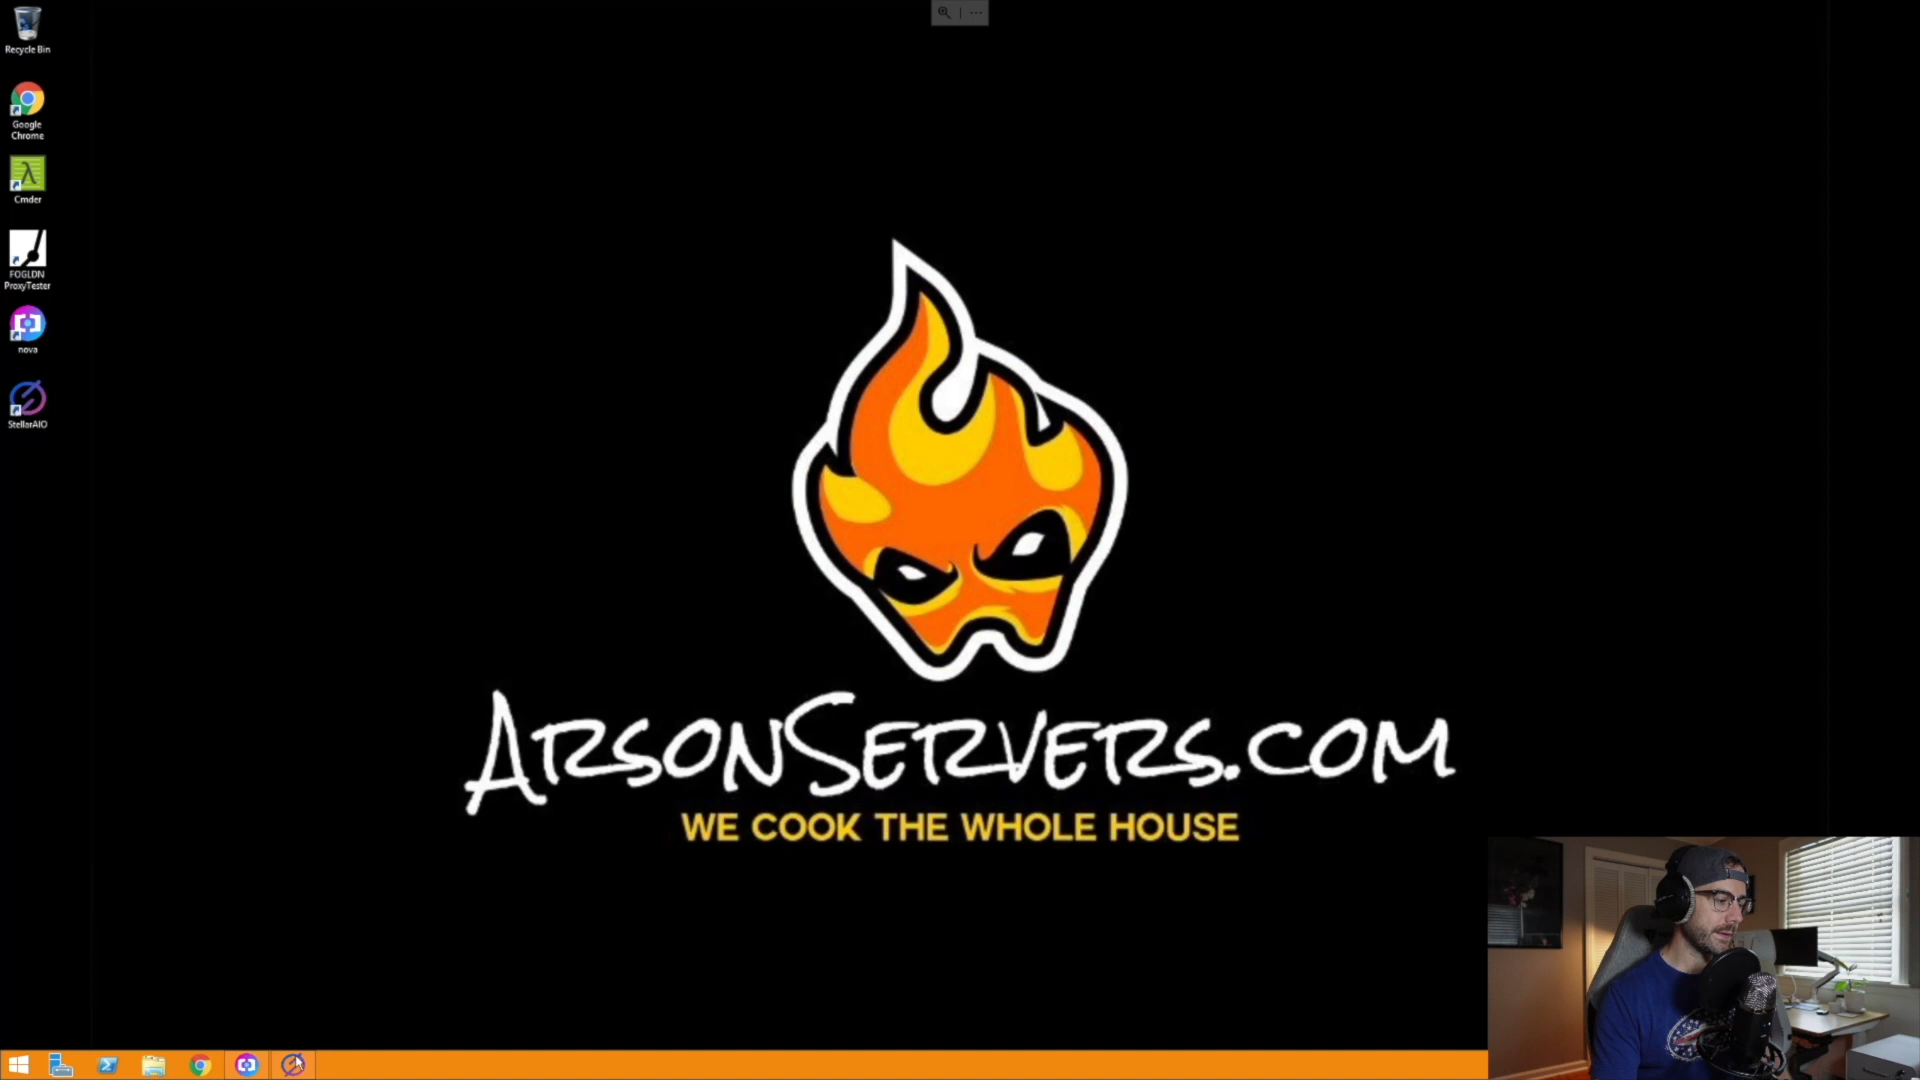 Recycle Bin
Google
Chrome
Cmder
FOGLDN
ProxyTester
nova
StellarAIO
ArsonServers.com
WE COOK THE WHOLE HOUSE